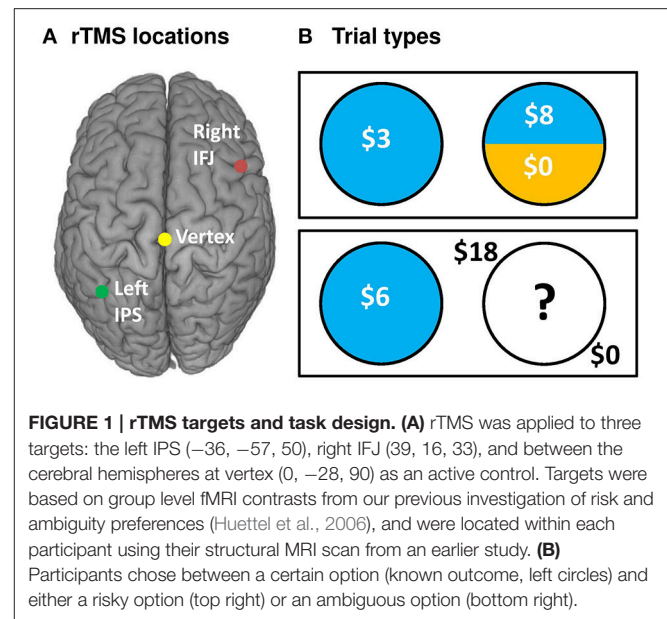 A rTMS locations
B Trial types
Right
IFJ
Vertex
Left
IPS
$3
$8
$0
$6
$18
?
$0
FIGURE 1 | rTMS targets and task design. (A) rTMS was applied to three
targets: the left IPS (−36, −57, 50), right IFJ (39, 16, 33), and between the
cerebral hemispheres at vertex (0, −28, 90) as an active control. Targets were
based on group level fMRI contrasts from our previous investigation of risk and
ambiguity preferences (Huettel et al., 2006), and were located within each
participant using their structural MRI scan from an earlier study. (B)
Participants chose between a certain option (known outcome, left circles) and
either a risky option (top right) or an ambiguous option (bottom right).